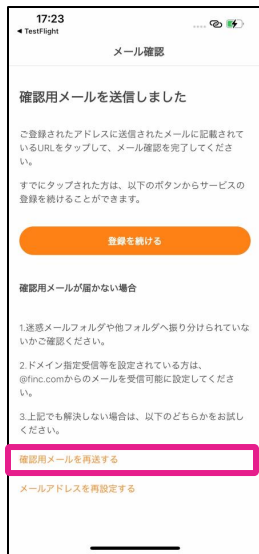 17:23
◀ TestFlight
メール確認
確認用メールを送信しました
ご登録されたアドレスに送信されたメールに記載されて
いるURLをタップして、メール確認を完了してくださ
い。
すでにタップされた方は、以下のボタンからサービスの
登録を続けることができます。
登録を続ける
確認用メールが届かない場合
1.迷惑メールフォルダや他フォルダへ振り分けられていな
いかご確認ください。
2.ドメイン指定受信等を設定されている方は、
@finc.comからのメールを受信可能に設定してくださ
い。
3.上記でも解決しない場合は、以下のどちらかをお試し
ください。
確認用メールを再送する
メールアドレスを再設定する